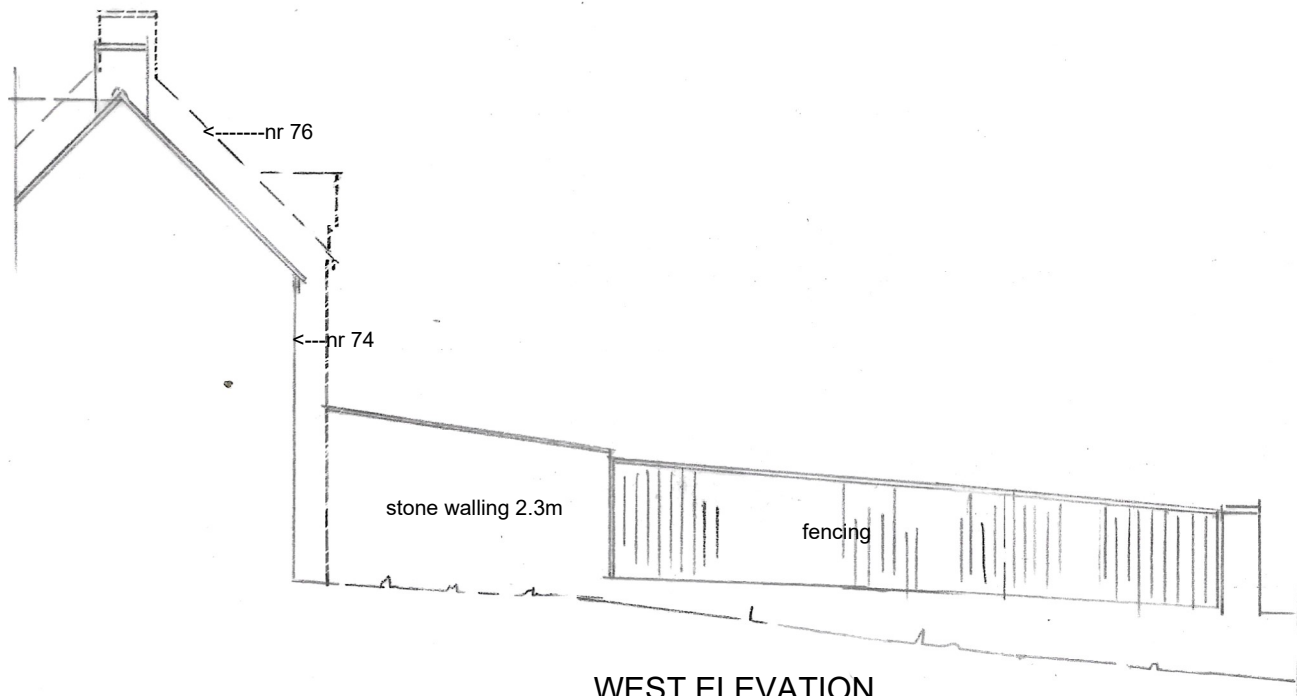 <-------nr 76
<----nr 74
stone walling 2.3m
fencing
WEST ELEVATION